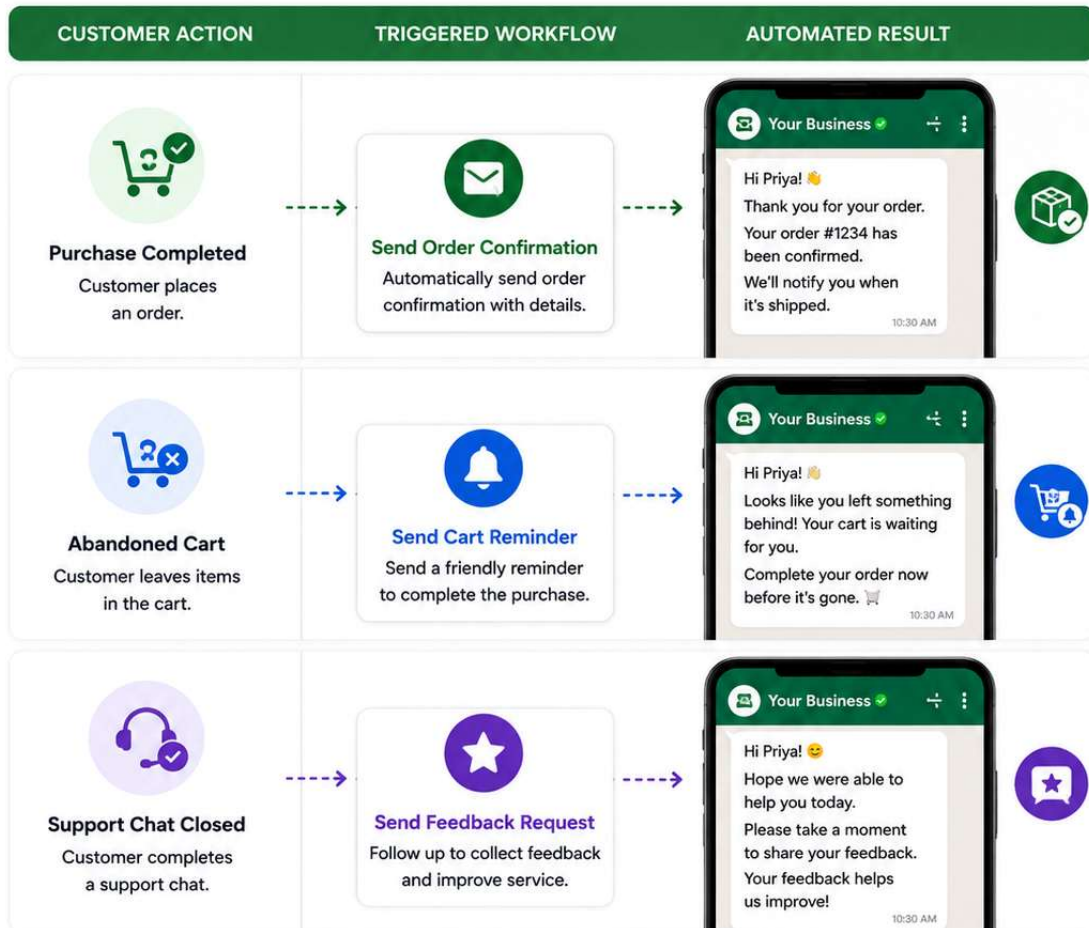 CUSTOMER ACTION
TRIGGERED WORKFLOW
AUTOMATED RESULT
Purchase Completed
Customer places
an order.
Send Order Confirmation
Automatically send order
confirmation with details.
Your Business
Hi Priya! 👋
Thank you for your order.
Your order #1234 has
been confirmed.
We'll notify you when
it's shipped.
10:30 AM
Abandoned Cart
Customer leaves items
in the cart.
Send Cart Reminder
Send a friendly reminder
to complete the purchase.
Your Business
Hi Priya! 👋
Looks like you left something
behind! Your cart is waiting
for you.
Complete your order now
before it's gone. 🛒
10:30 AM
Support Chat Closed
Customer completes
a support chat.
Send Feedback Request
Follow up to collect feedback
and improve service.
Your Business
Hi Priya! 😊
Hope we were able to
help you today.
Please take a moment
to share your feedback.
Your feedback helps
us improve!
10:30 AM